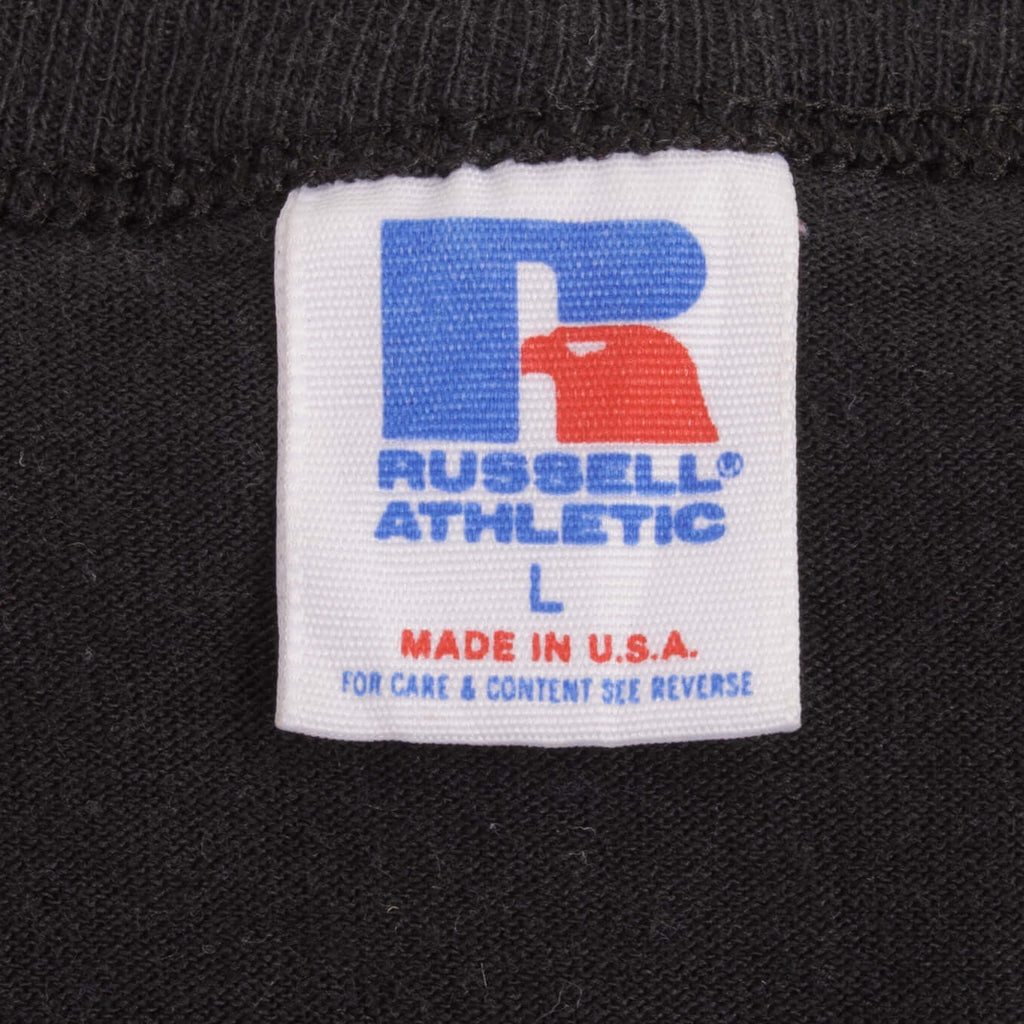 R
RUSSELL®
ATHLETIC
L
MADE IN U.S.A.
FOR CARE & CONTENT SEE REVERSE